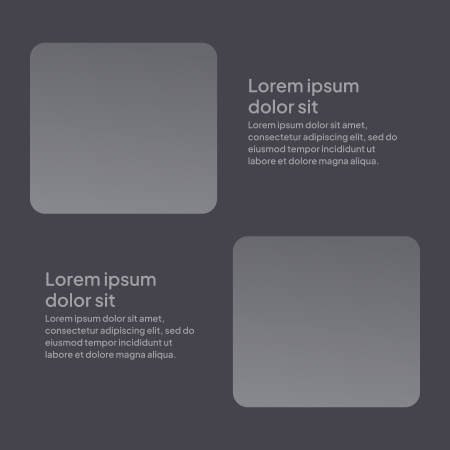 Lorem ipsum
dolor sit
Lorem ipsum dolor sit amet,
consectetur adipiscing elit, sed do
eiusmod tempor incididunt ut
labore et dolore magna aliqua.
Lorem ipsum
dolor sit
Lorem ipsum dolor sit amet,
consectetur adipiscing elit, sed do
eiusmod tempor incididunt ut
labore et dolore magna aliqua.